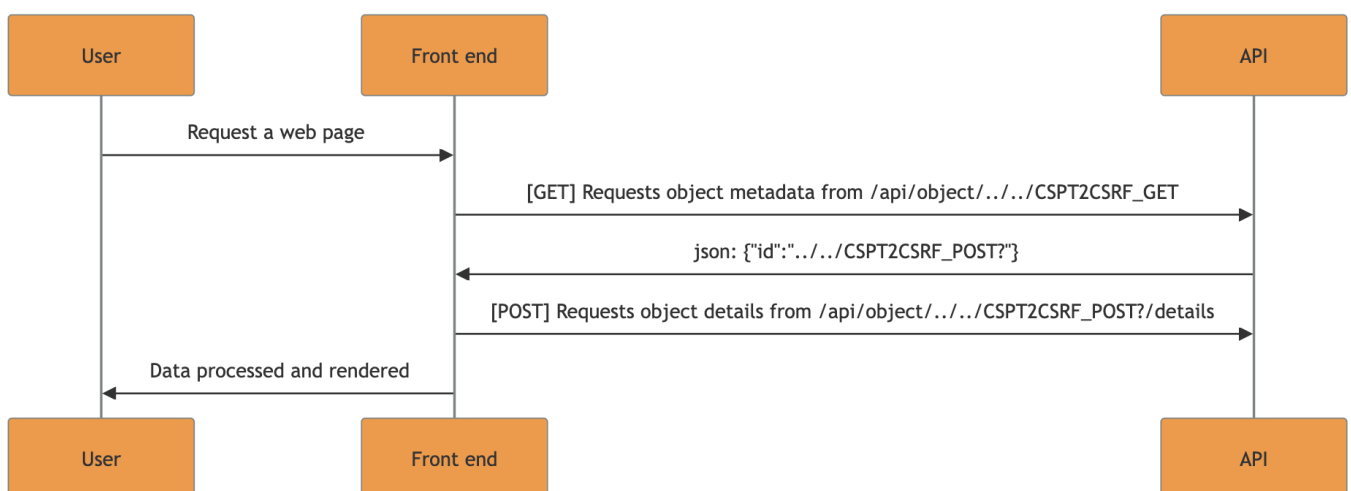 User
Front end
API
Request a web page
[GET] Requests object metadata from /api/object/../../CSPT2CSRF_GET
json: {"id":"../../CSPT2CSRF_POST?"}
[POST] Requests object details from /api/object/../../CSPT2CSRF_POST?/details
Data processed and rendered
User
Front end
API